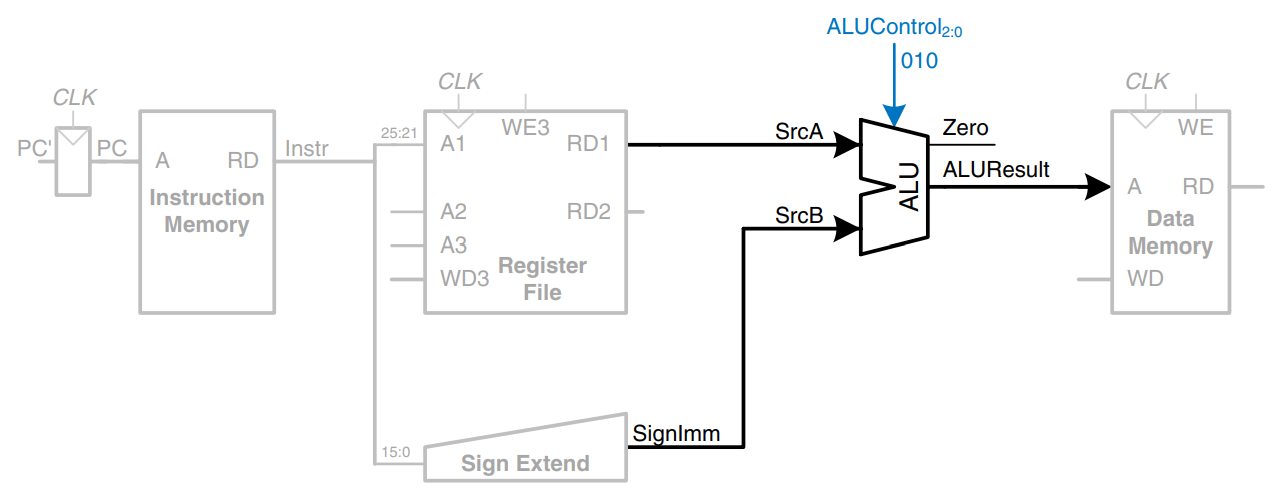 ALUControl2:0
010
CLK
CLK
CLK
PC'
PC
A
RD
Instruction
Memory
Instr
25:21
A1
WE3
RD1
A2
RD2
A3
WD3
Register
File
SrcA
SrcB
ALU
Zero
ALUResult
WE
A
RD
Data
Memory
WD
15:0
Sign Extend
SignImm